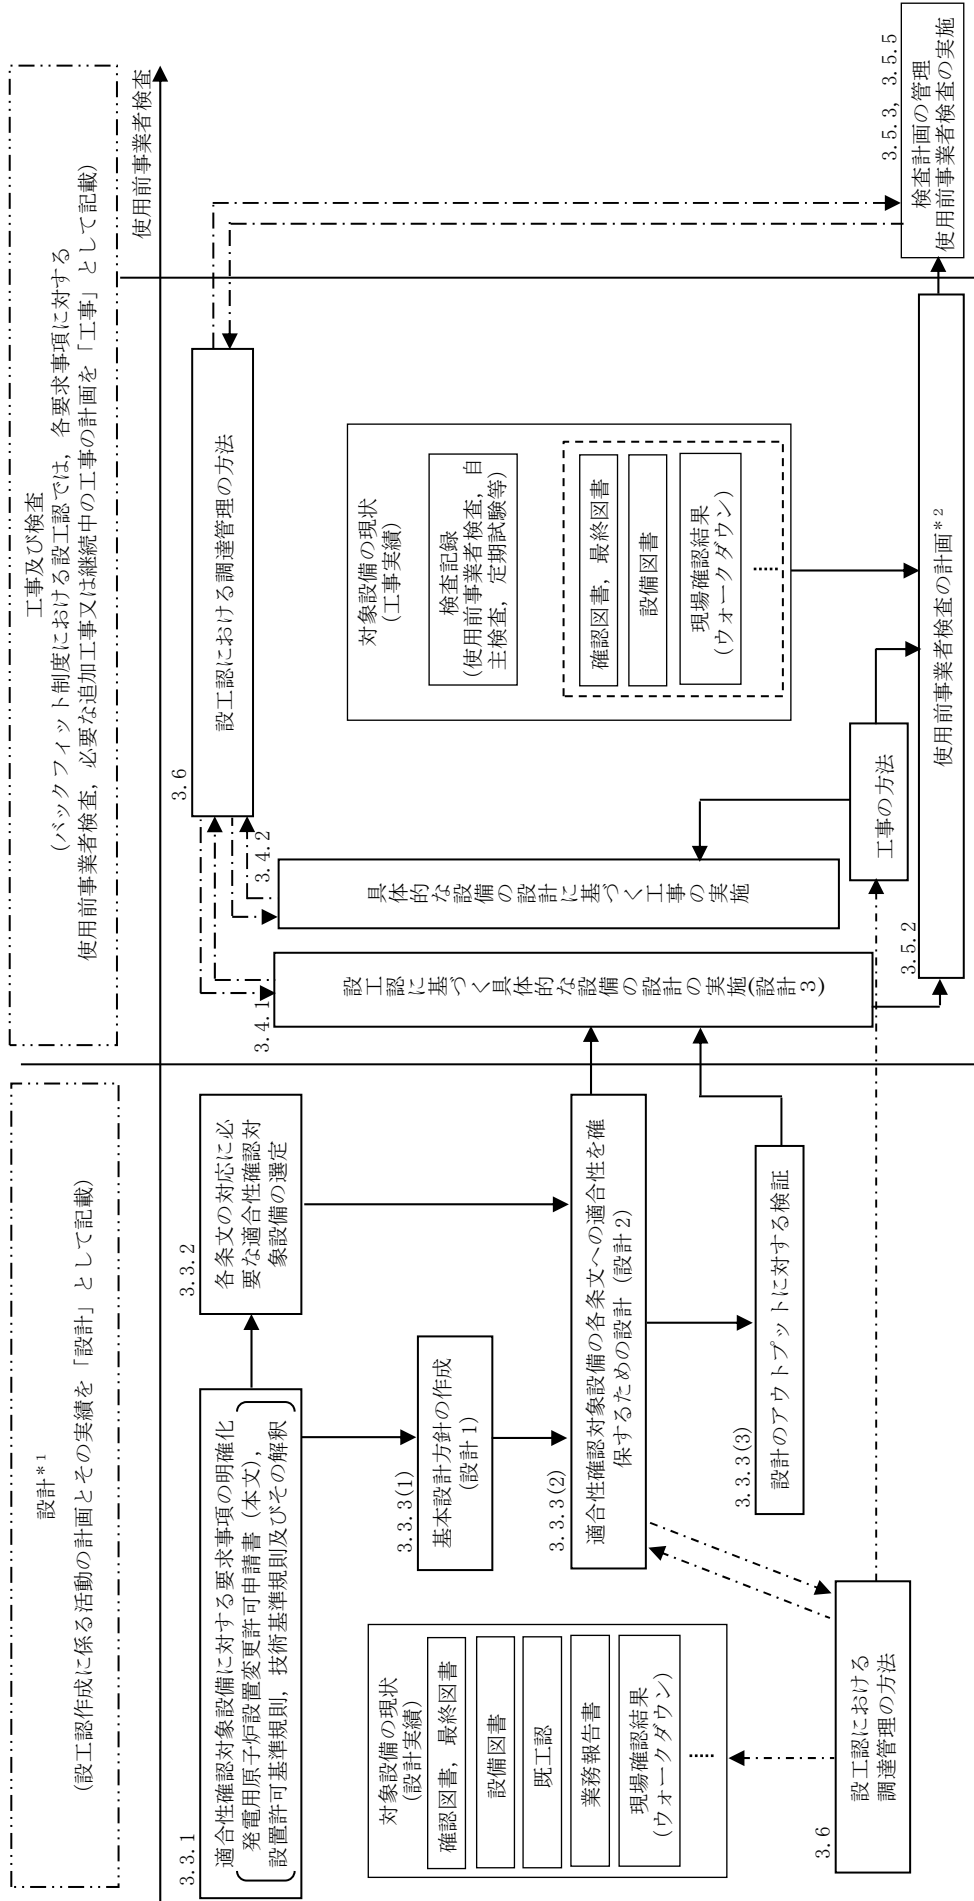 設計*1
(設工認作成に係る活動の計画とその実績を「設計」として記載)
工事及び検査
(バックフィット制度における設工認では，各要求事項に対する
使用前事業者検査，必要な追加工事又は継続中の工事の計画を「工事」として記載)
使用前事業者検査
3.3.1
適合性確認対象設備に対する要求事項の明確化
発電用原子炉設置変更許可申請書（本文），
設置許可基準規則，技術基準規則及びその解釈
3.3.2
各条文の対応に必
要な適合性確認対
象設備の選定
3.3.3(1)
基本設計方針の作成
(設計1)
3.3.3(2)
適合性確認対象設備の各条文への適合性を確
保するための設計（設計2）
3.3.3(3)
設計のアウトプットに対する検証
対象設備の現状
(設計実績)
確認図書，最終図書
設備図書
既工認
業務報告書
現場確認結果
(ウォークダウン)
……
3.6
設工認における
調達管理の方法
3.4.1
設工認に基づく具体的な設備の設計の実施(設計3)
3.4.2
具体的な設備の設計に基づく工事の実施
3.6
設工認における調達管理の方法
対象設備の現状
(工事実績)
検査記録
(使用前事業者検査，自
主検査，定期試験等)
確認図書，最終図書
設備図書
現場確認結果
(ウォークダウン)
……
工事の方法
3.5.2
使用前事業者検査の計画*2
3.5.3, 3.5.5
検査計画の管理
使用前事業者検査の実施